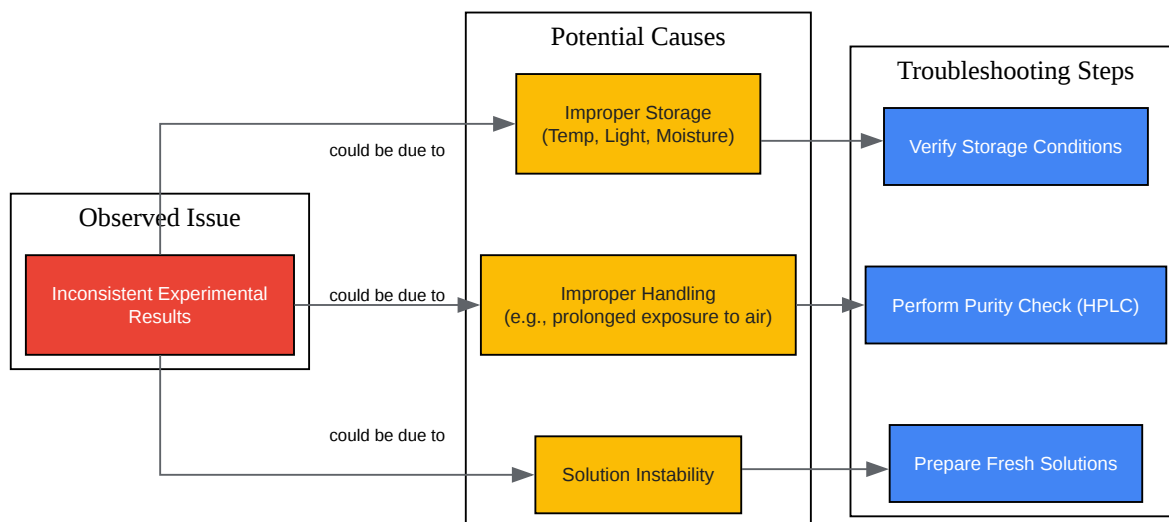 Observed Issue
Inconsistent Experimental
Results
could be due to
could be due to
could be due to
Potential Causes
Improper Storage
(Temp, Light, Moisture)
Improper Handling
(e.g., prolonged exposure to air)
Solution Instability
Troubleshooting Steps
Verify Storage Conditions
Perform Purity Check (HPLC)
Prepare Fresh Solutions